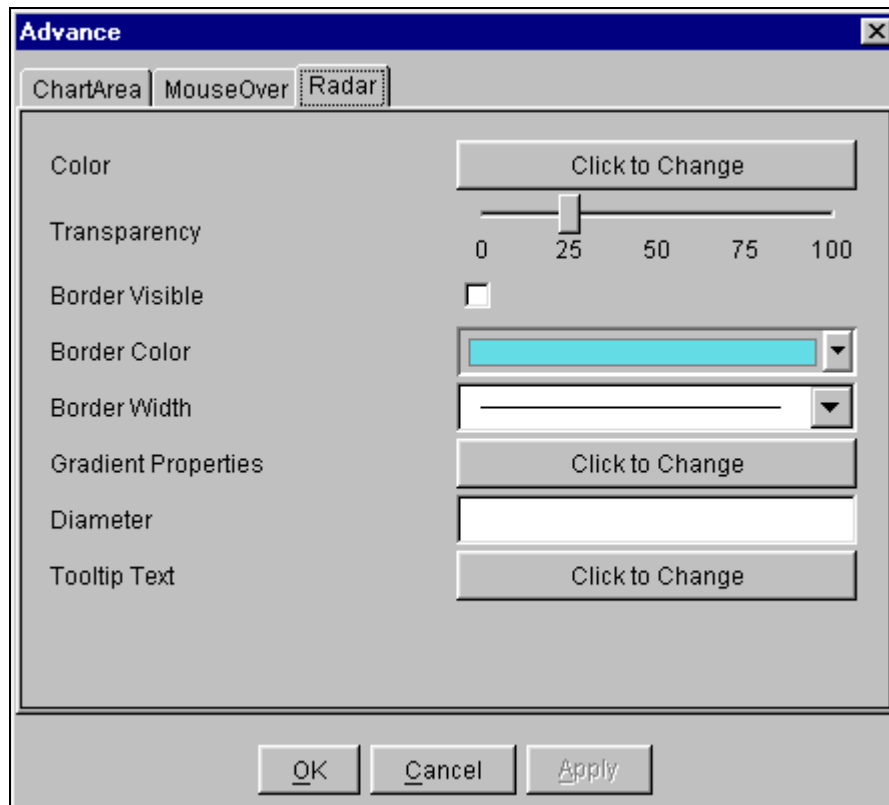 Advance
ChartArea MouseOver Radar
Color Click to Change
Transparency
0 25 50 75 100
Border Visible
Border Color
Border Width
Gradient Properties Click to Change
Diameter
Tooltip Text Click to Change
OK Cancel Apply